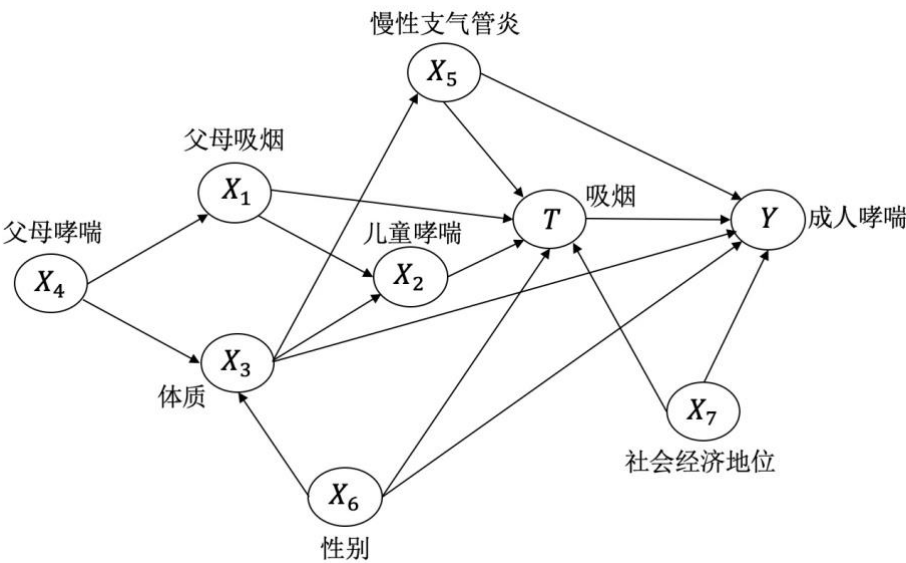 慢性支气管炎
X₅
父母吸烟
X₁
吸烟
T
Y
成人哮喘
父母哮喘
X₄
儿童哮喘
X₂
X₃
体质
X₇
社会经济地位
X₆
性别